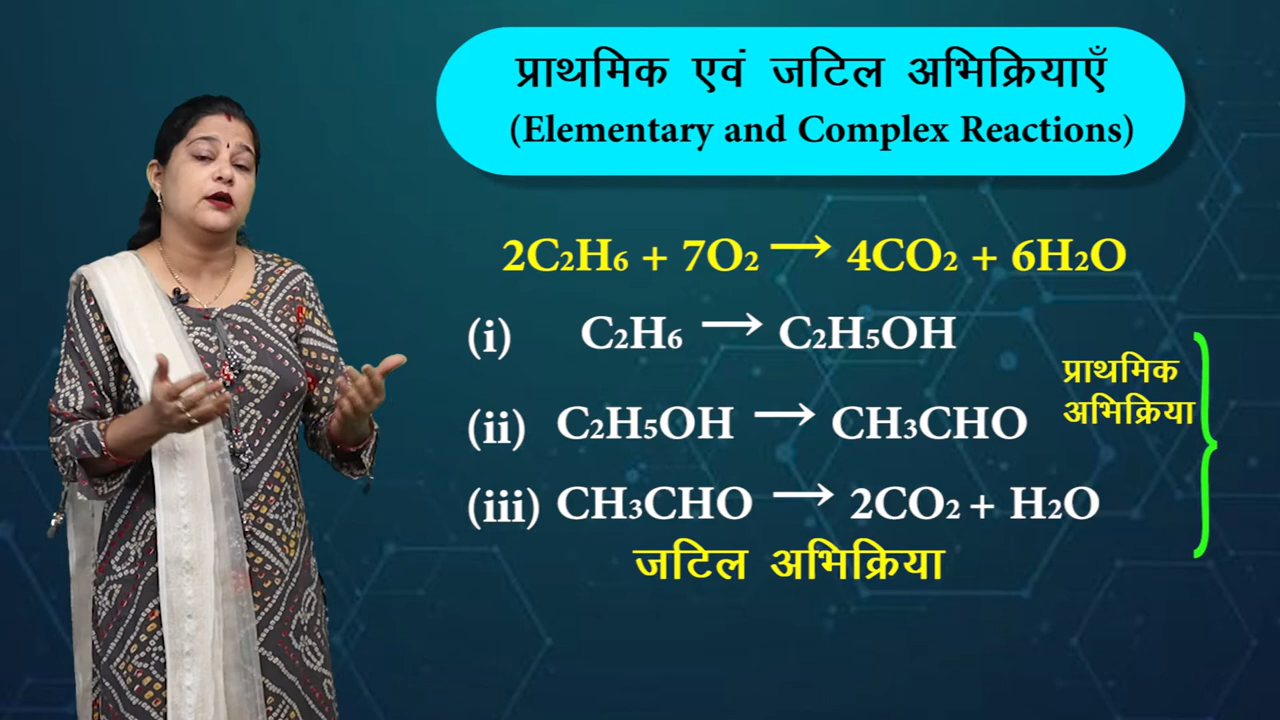 प्राथमिक एवं जटिल अभिक्रियाएँ
(Elementary and Complex Reactions)
2C₂H₆ + 7O₂ → 4CO₂ + 6H₂O
(i) C₂H₆ → C₂H₅OH
(ii) C₂H₅OH → CH₃CHO
(iii) CH₃CHO → 2CO₂ + H₂O
प्राथमिक
अभिक्रिया
जटिल अभिक्रिया